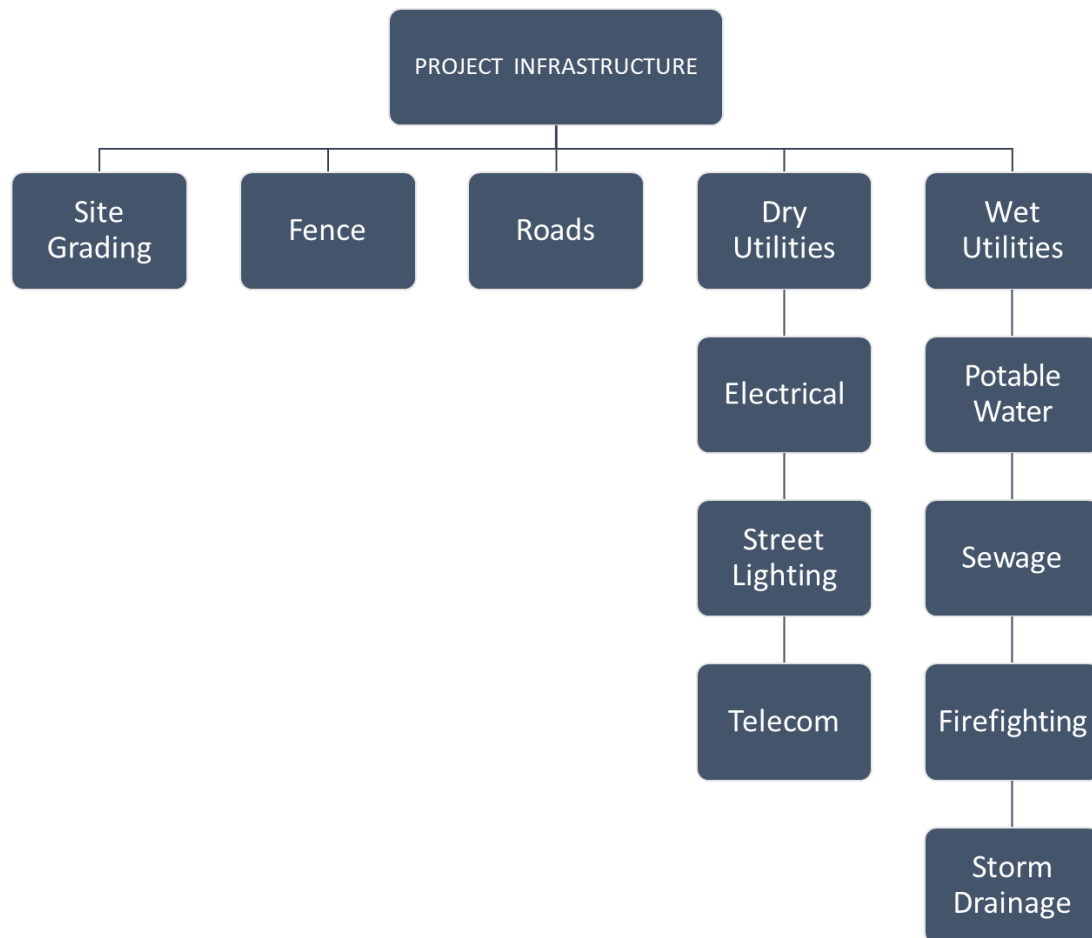 PROJECT INFRASTRUCTURE
Site
Grading
Fence
Roads
Dry
Utilities
Wet
Utilities
Electrical
Potable
Water
Street
Lighting
Sewage
Telecom
Firefighting
Storm
Drainage